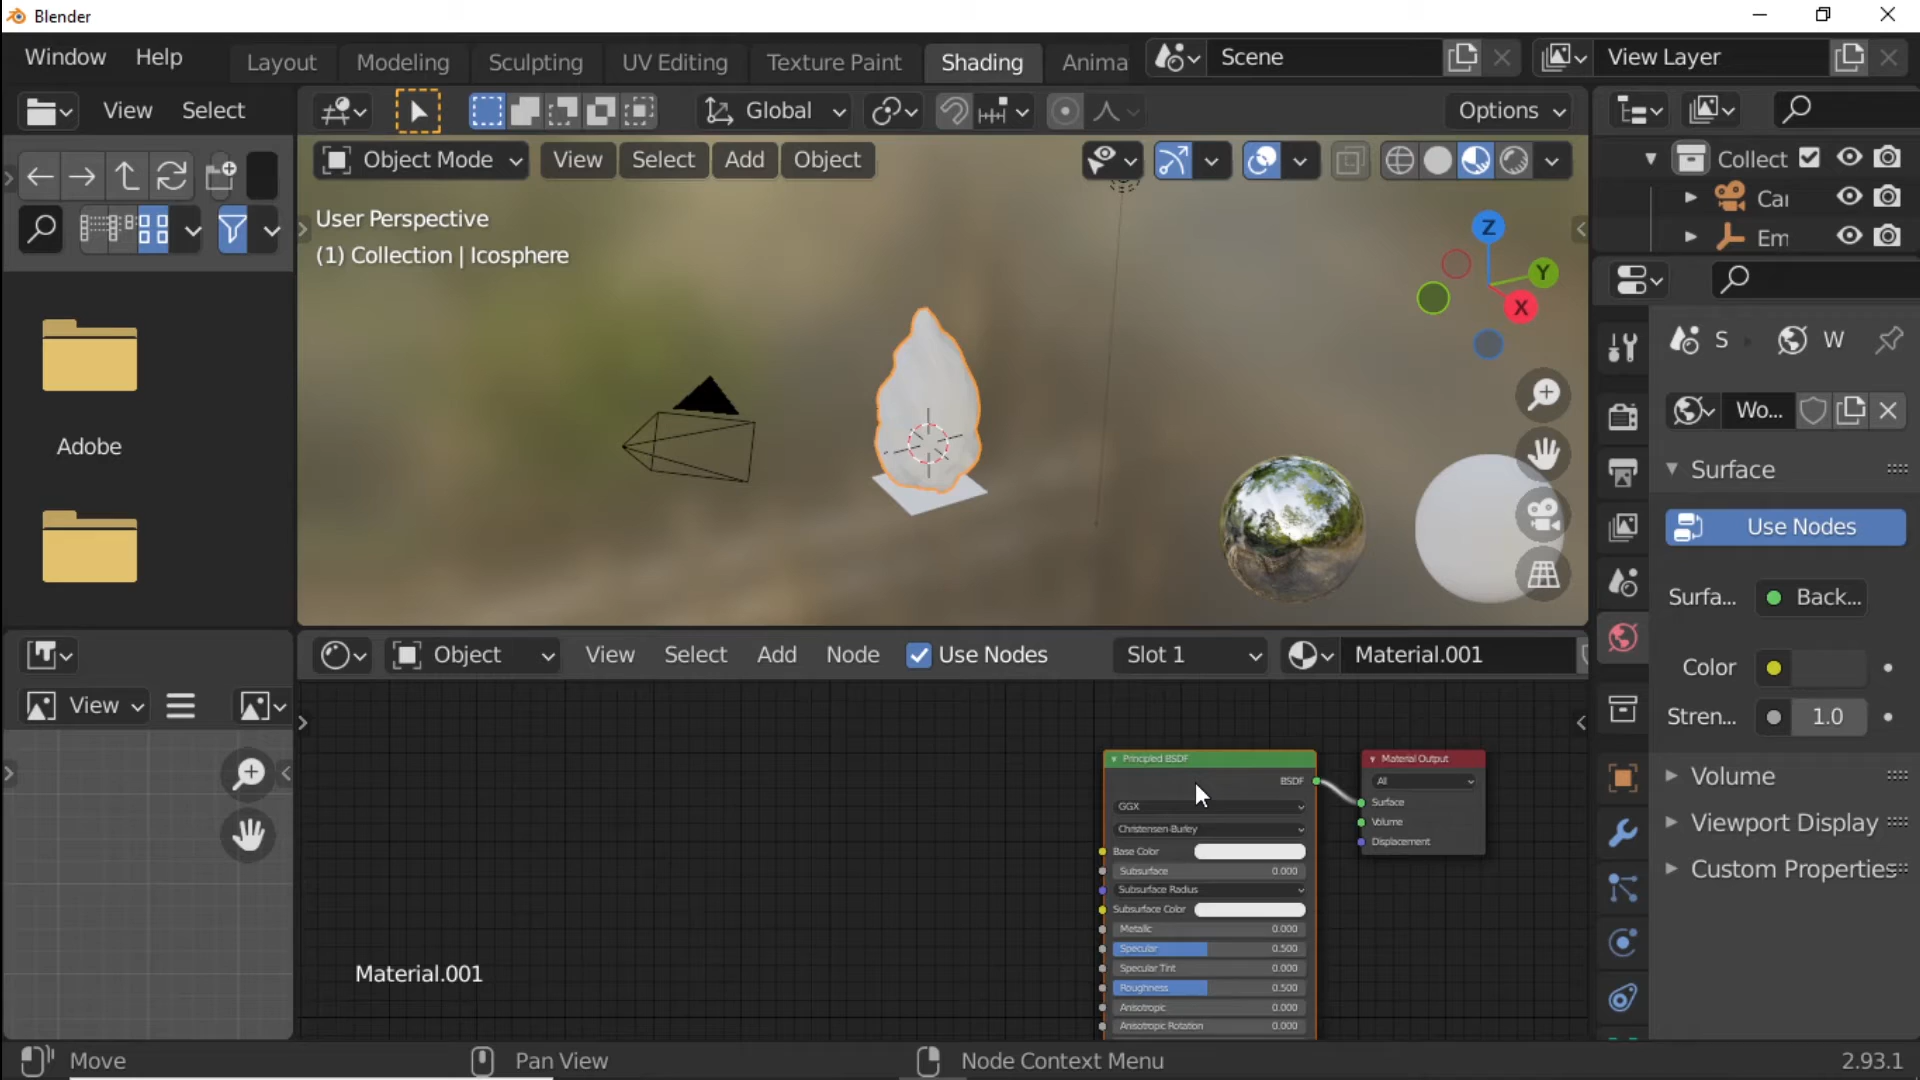 Blender
Window Help Layout Modeling Sculpting UV Editing Texture Paint Shading Anima Scene View Layer
View Select Global Options
Object Mode View Select Add Object
User Perspective
(1) Collection | Icosphere
Z
Y
X
Adobe
Collect
Car
Em
S W
Wo...
Surface
Use Nodes
Surfa... Back...
Color
Stren... 1.0
Volume
Viewport Display
Custom Properties
View
Object View Select Add Node Use Nodes Slot 1 Material.001
Principled BSDF
BSDF
GGX
Christensen-Burley
Base Color
Subsurface 0.000
Subsurface Radius
Subsurface Color
Metallic 0.000
Specular 0.500
Specular Tint 0.000
Roughness 0.500
Anisotropic 0.000
Anisotropic Rotation 0.000
Material Output
All
Surface
Volume
Displacement
Material.001
Move Pan View Node Context Menu 2.93.1